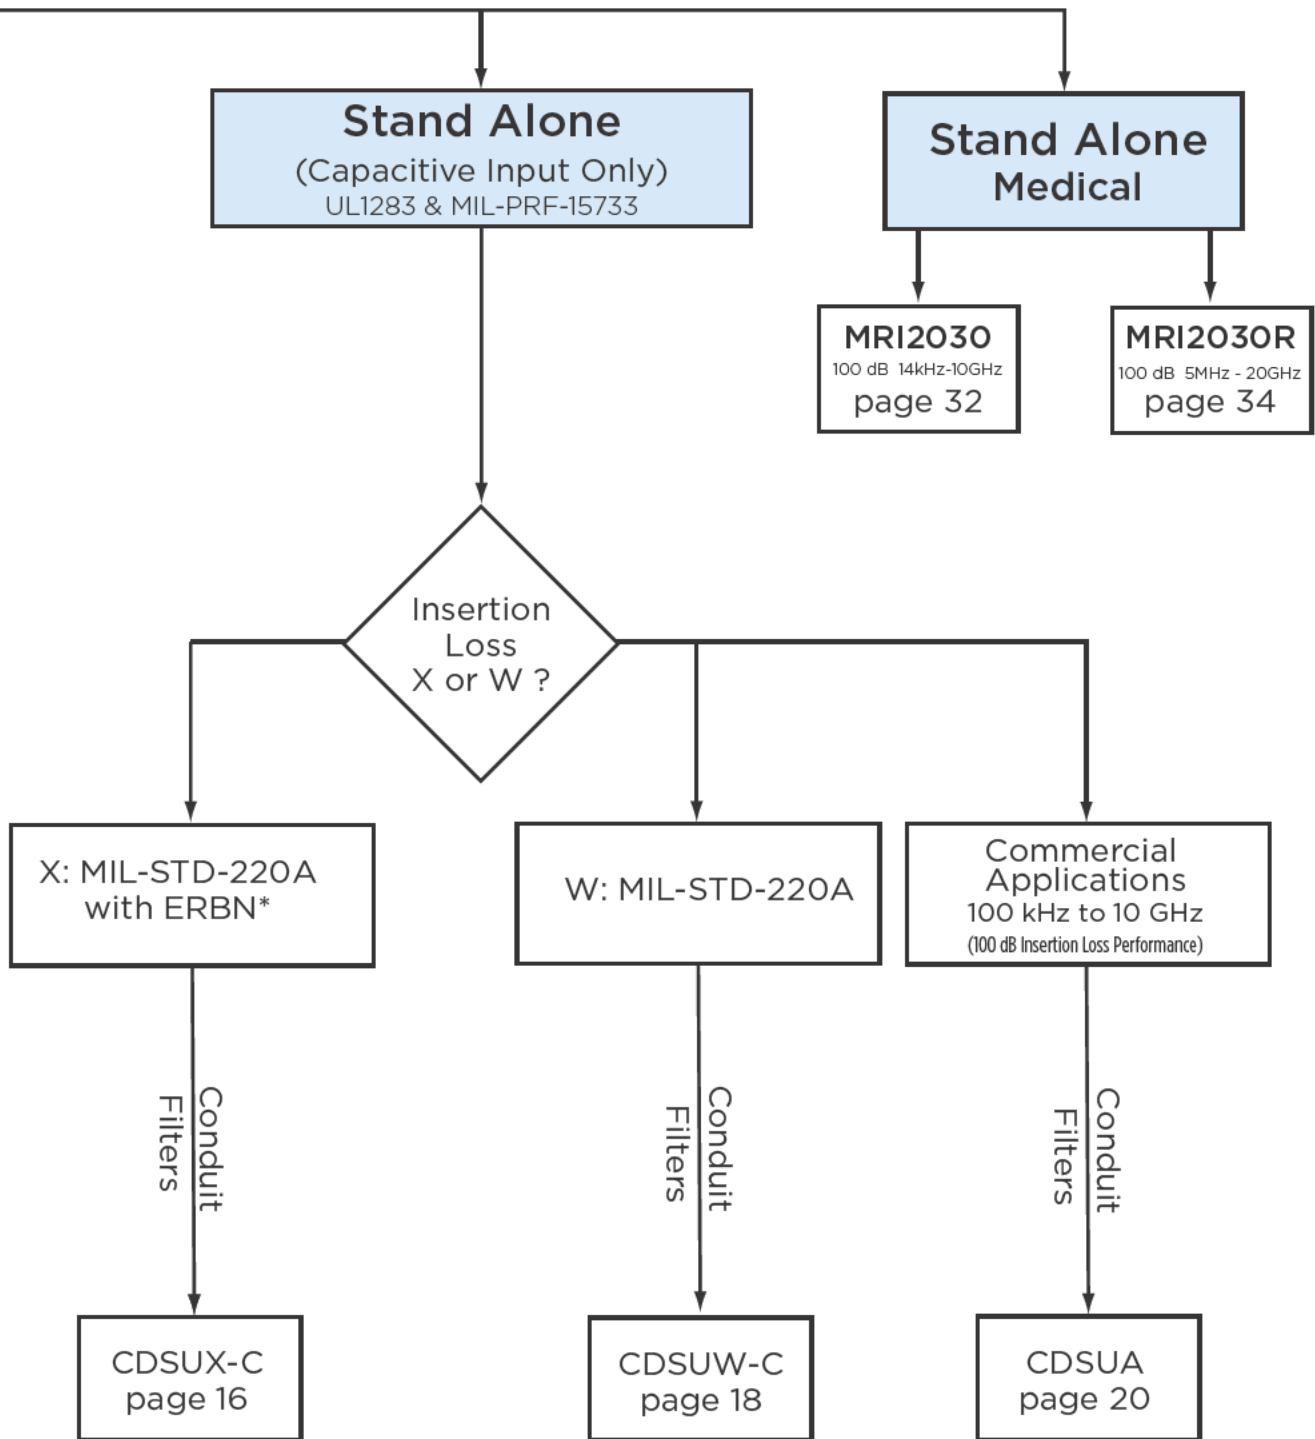 Stand Alone
(Capacitive Input Only)
UL1283 & MIL-PRF-15733
Stand Alone
Medical
MRI2030
100 dB 14kHz-10GHz
page 32
MRI2030R
100 dB 5MHz - 20GHz
page 34
Insertion
Loss
X or W ?
X: MIL-STD-220A
with ERBN*
W: MIL-STD-220A
Commercial
Applications
100 kHz to 10 GHz
(100 dB Insertion Loss Performance)
Conduit
Filters
Conduit
Filters
Conduit
Filters
CDSUX-C
page 16
CDSUW-C
page 18
CDSUA
page 20